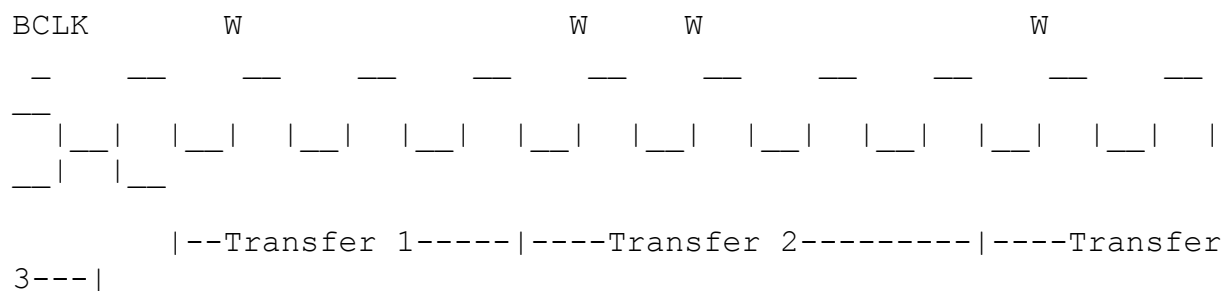 BCLK          W                    W     W                    W
 _    __     __     __     __     __     __     __     __     __     __
__
   |__|  |__|  |__|  |__|  |__|  |__|  |__|  |__|  |__|  |__|  |
__|   |__
         |--Transfer 1-----|----Transfer 2---------|----Transfer
3---|